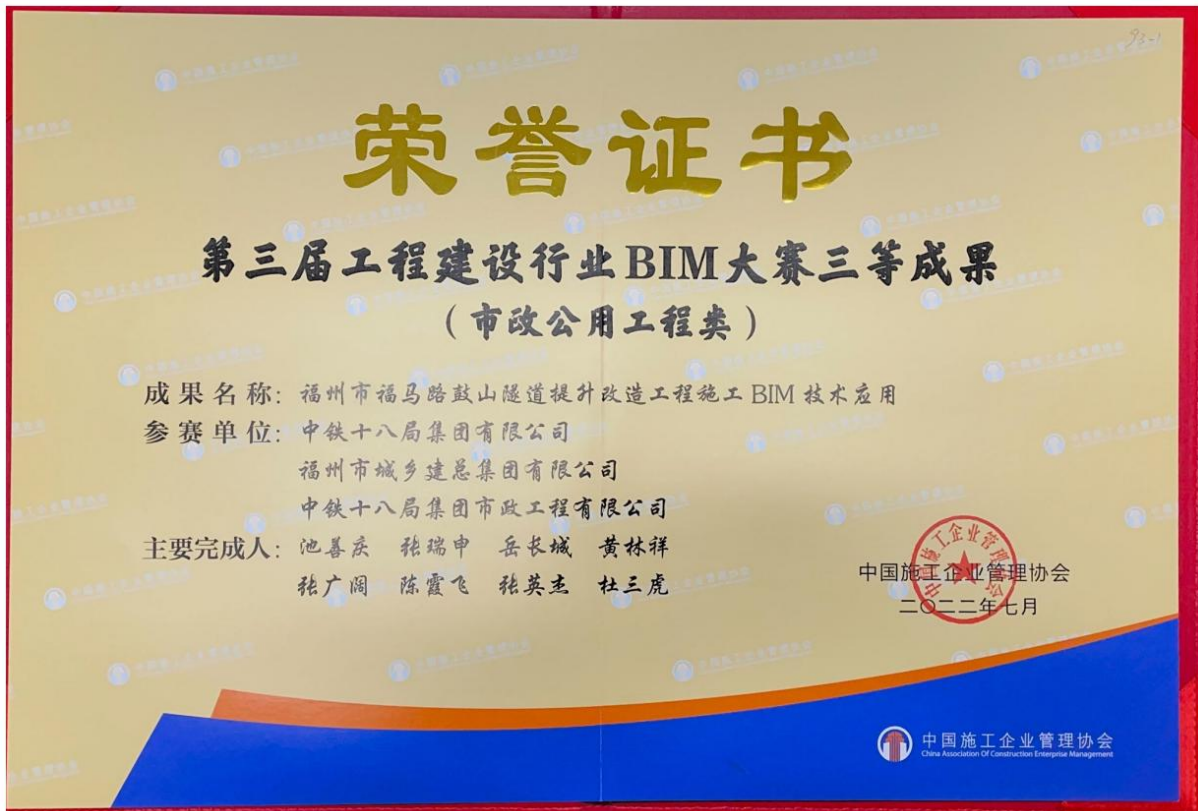 93-1
荣誉证书
第三届工程建设行业BIM大赛三等成果
（市政公用工程类）
成果名称：福州市福马路鼓山隧道提升改造工程施工 BIM 技术应用
参赛单位：中铁十八局集团有限公司
福州市城乡建总集团有限公司
中铁十八局集团市政工程有限公司
主要完成人：池善庆 张瑞申 岳长城 黄林祥
张广阔 陈霞飞 张英杰 杜三虎
中国施工企业管理协会
二〇二二年七月
中国施工企业管理协会
China Association Of Construction Enterprise Management